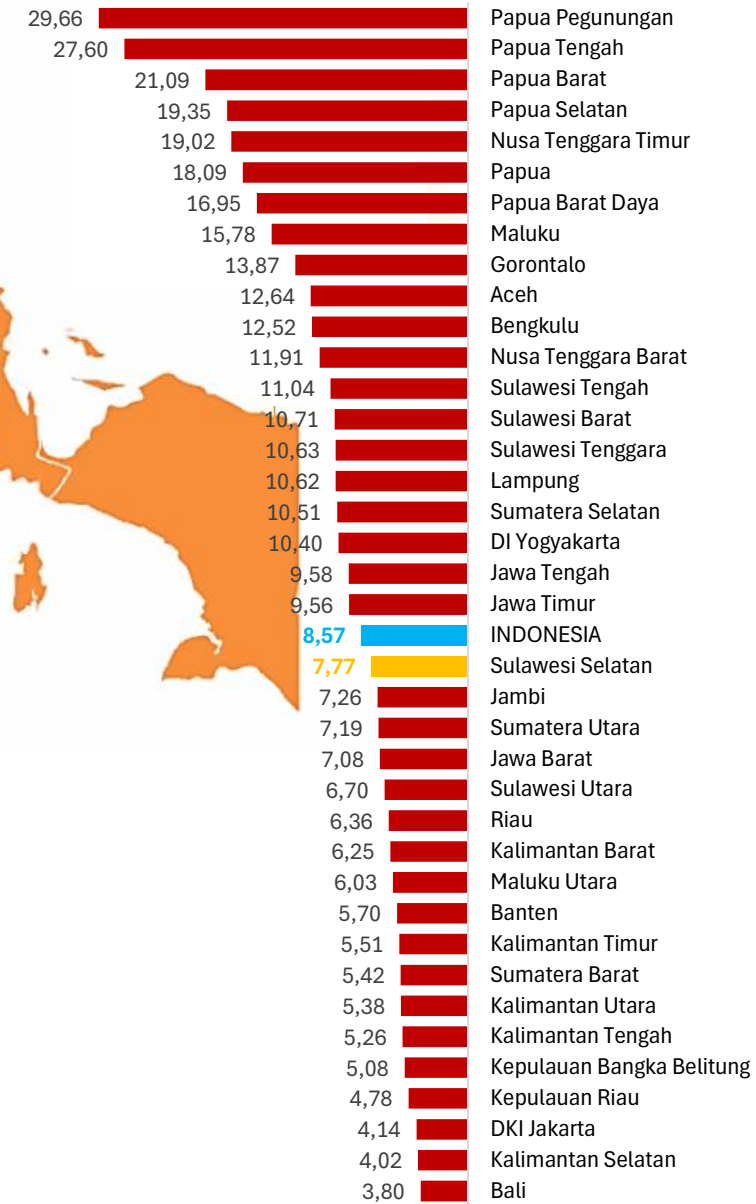 29,66 Papua Pegunungan
27,60 Papua Tengah
21,09 Papua Barat
19,35 Papua Selatan
19,02 Nusa Tenggara Timur
18,09 Papua
16,95 Papua Barat Daya
15,78 Maluku
13,87 Gorontalo
12,64 Aceh
12,52 Bengkulu
11,91 Nusa Tenggara Barat
11,04 Sulawesi Tengah
10,71 Sulawesi Barat
10,63 Sulawesi Tenggara
10,62 Lampung
10,51 Sumatera Selatan
10,40 DI Yogyakarta
9,58 Jawa Tengah
9,56 Jawa Timur
8,57 INDONESIA
7,77 Sulawesi Selatan
7,26 Jambi
7,19 Sumatera Utara
7,08 Jawa Barat
6,70 Sulawesi Utara
6,36 Riau
6,25 Kalimantan Barat
6,03 Maluku Utara
5,70 Banten
5,51 Kalimantan Timur
5,42 Sumatera Barat
5,38 Kalimantan Utara
5,26 Kalimantan Tengah
5,08 Kepulauan Bangka Belitung
4,78 Kepulauan Riau
4,14 DKI Jakarta
4,02 Kalimantan Selatan
3,80 Bali